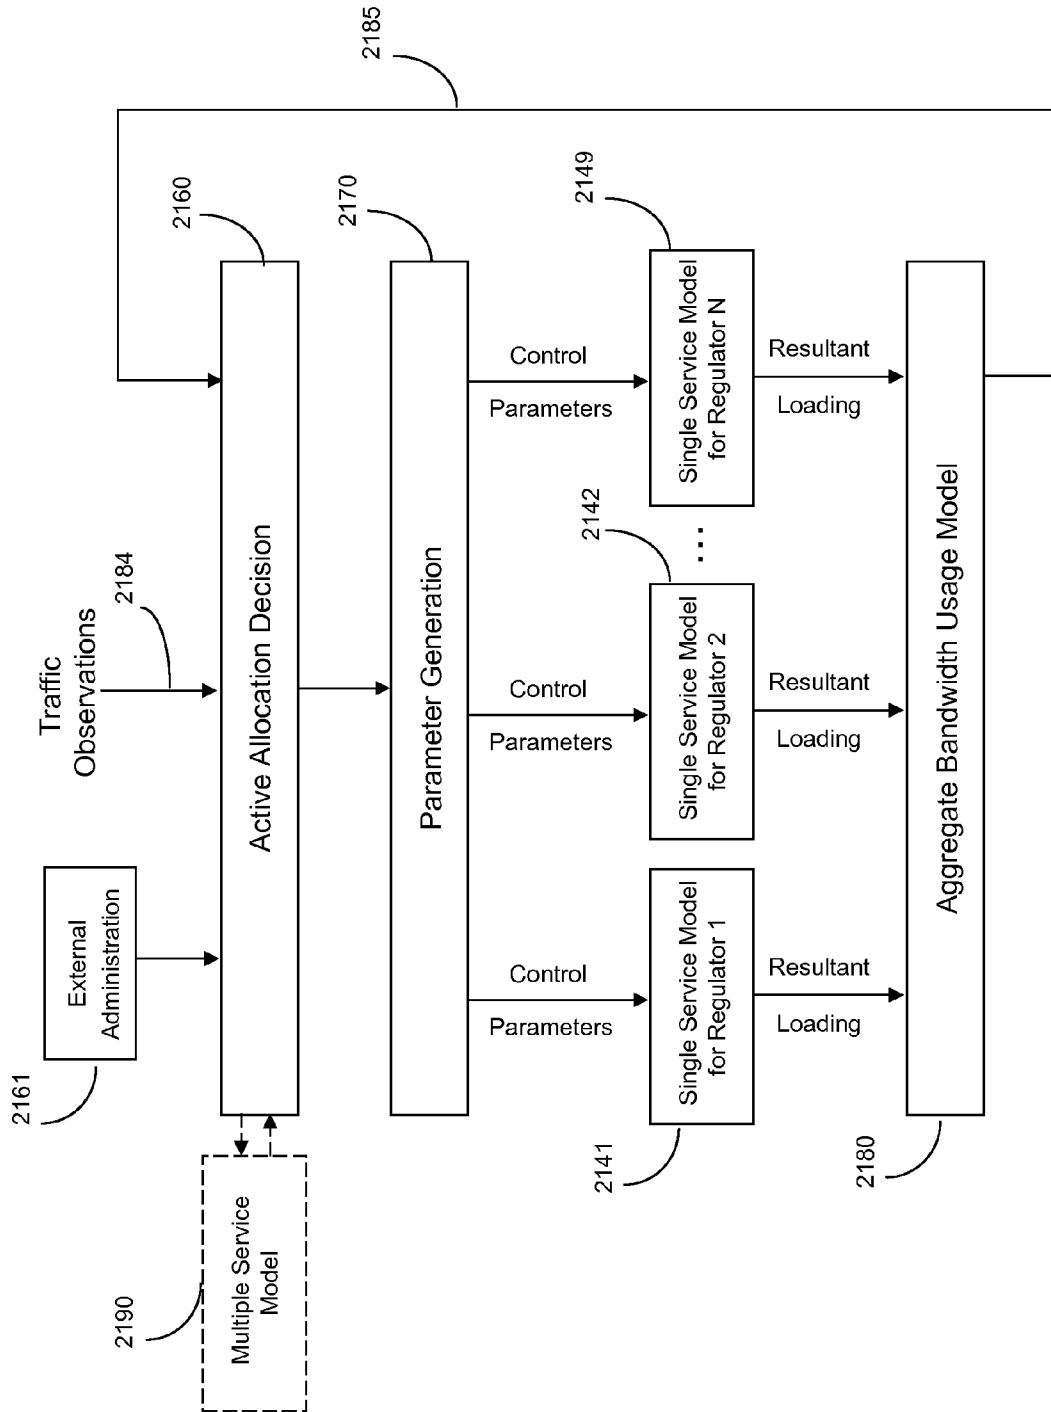 2185
Traffic
Observations
2184
External
Administration
2161
2160
Active Allocation Decision
2190
Multiple Service
Model
2170
Parameter Generation
Control
Parameters
Control
Parameters
Control
Parameters
2141
Single Service Model
for Regulator 1
2142
Single Service Model
for Regulator 2
...
2149
Single Service Model
for Regulator N
Resultant
Loading
Resultant
Loading
Resultant
Loading
2180
Aggregate Bandwidth Usage Model